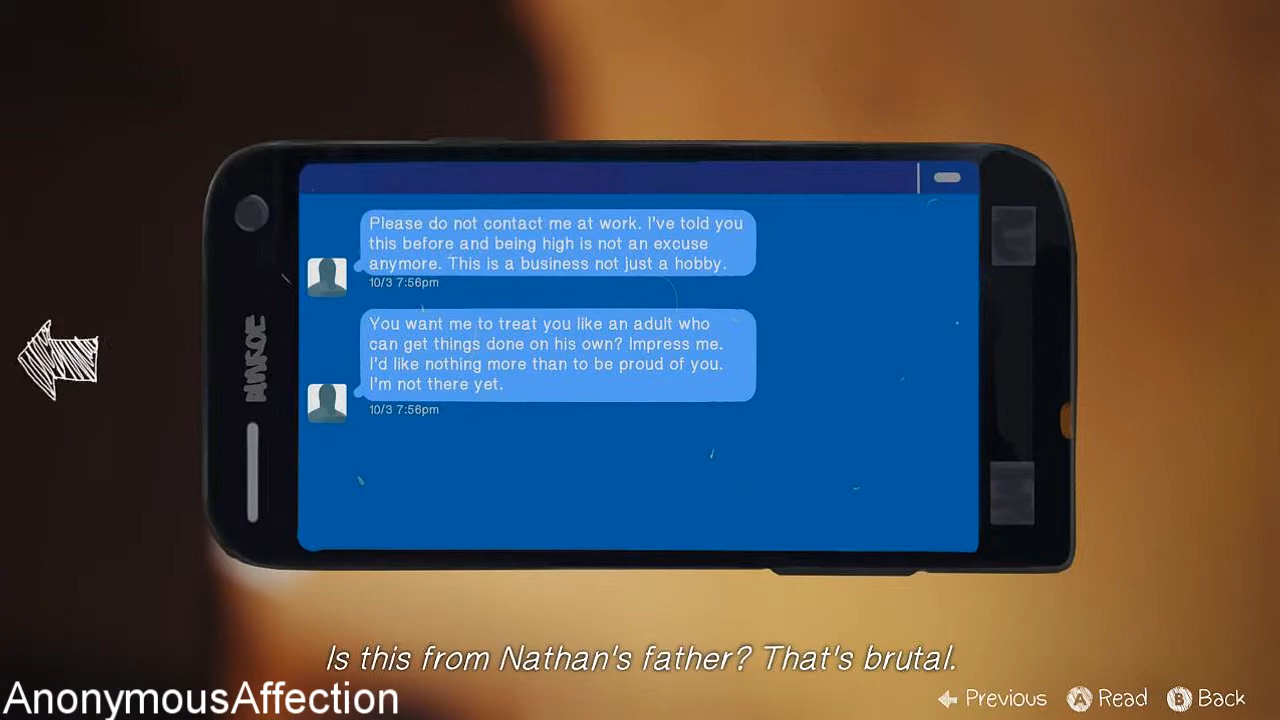 Please do not contact me at work. I've told you
this before and being high is not an excuse
anymore. This is a business not just a hobby.
10/3 7:56pm
You want me to treat you like an adult who
can get things done on his own? Impress me.
I'd like nothing more than to be proud of you.
I'm not there yet.
10/3 7:56pm
Is this from Nathan's father? That's brutal.
AnonymousAffection
Previous A Read B Back